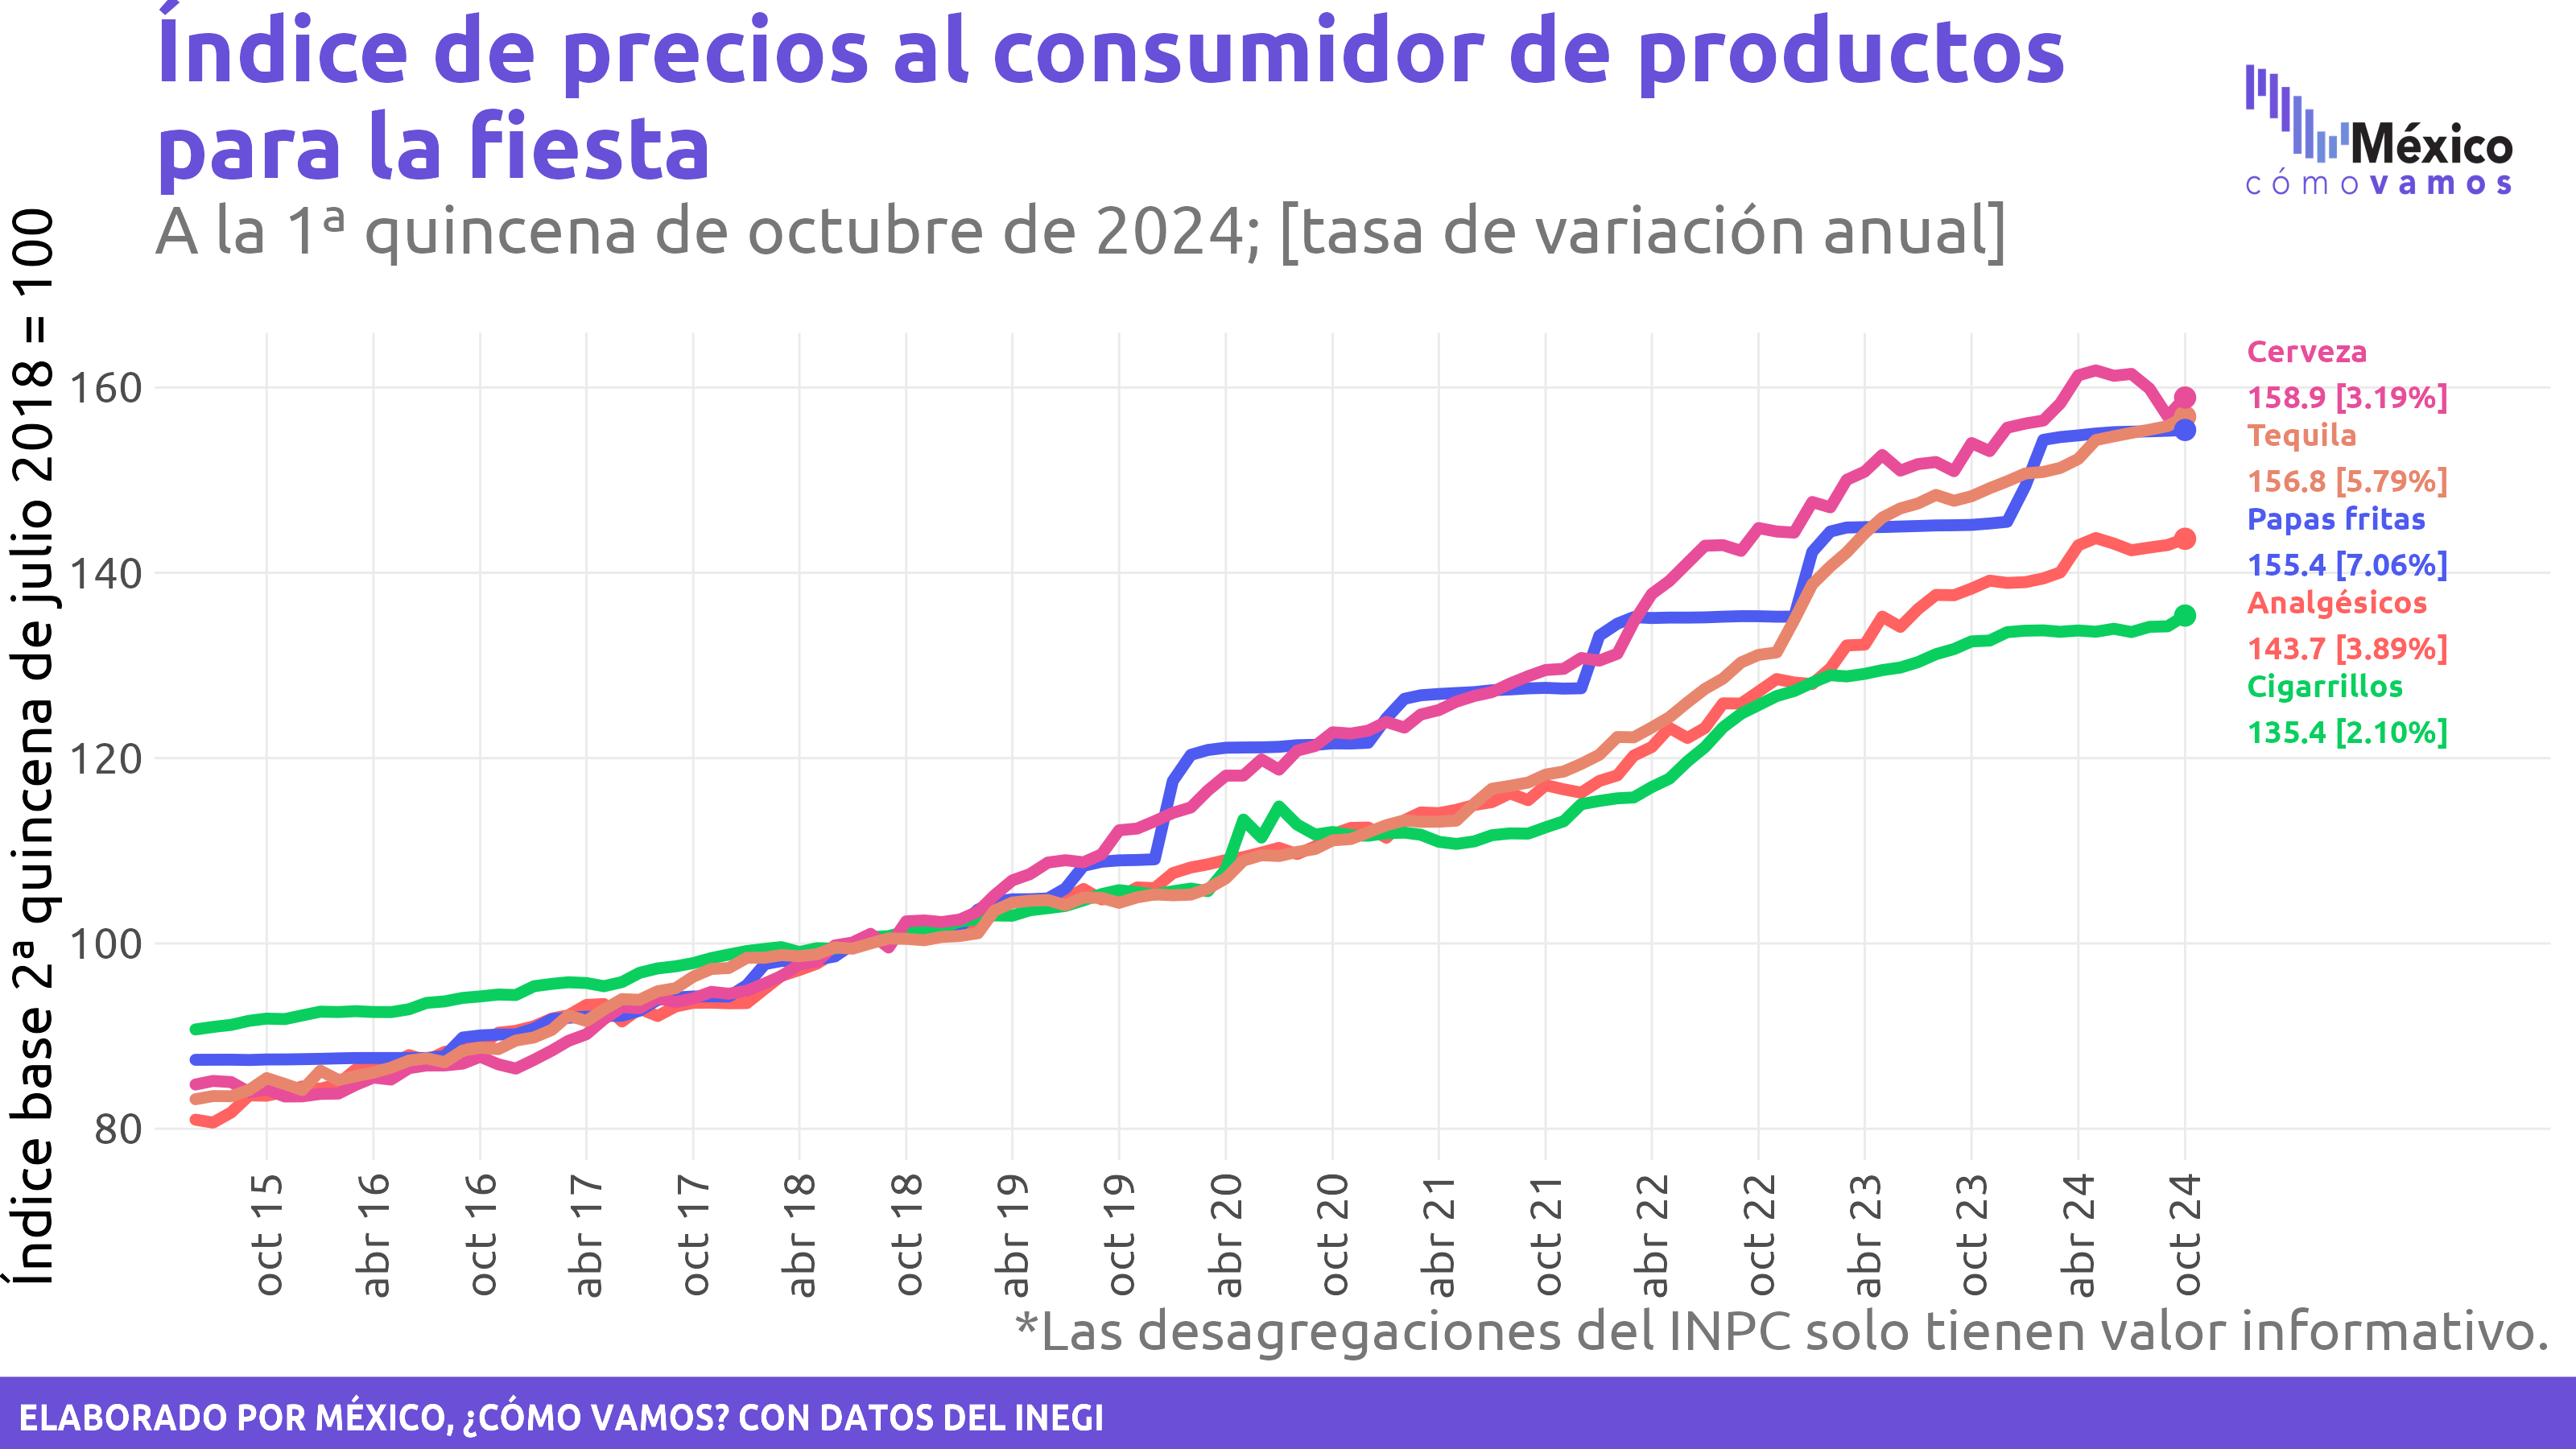 Índice de precios al consumidor de productos
para la fiesta
A la 1ª quincena de octubre de 2024; [tasa de variación anual]
México
cómo vamos
Índice base 2ª quincena de julio 2018 = 100
160
140
120
100
80
Cerveza
158.9 [3.19%]
Tequila
156.8 [5.79%]
Papas fritas
155.4 [7.06%]
Analgésicos
143.7 [3.89%]
Cigarrillos
135.4 [2.10%]
oct 15
abr 16
oct 16
abr 17
oct 17
abr 18
oct 18
abr 19
oct 19
abr 20
oct 20
abr 21
oct 21
abr 22
oct 22
abr 23
oct 23
abr 24
oct 24
*Las desagregaciones del INPC solo tienen valor informativo.
ELABORADO POR MÉXICO, ¿CÓMO VAMOS? CON DATOS DEL INEGI